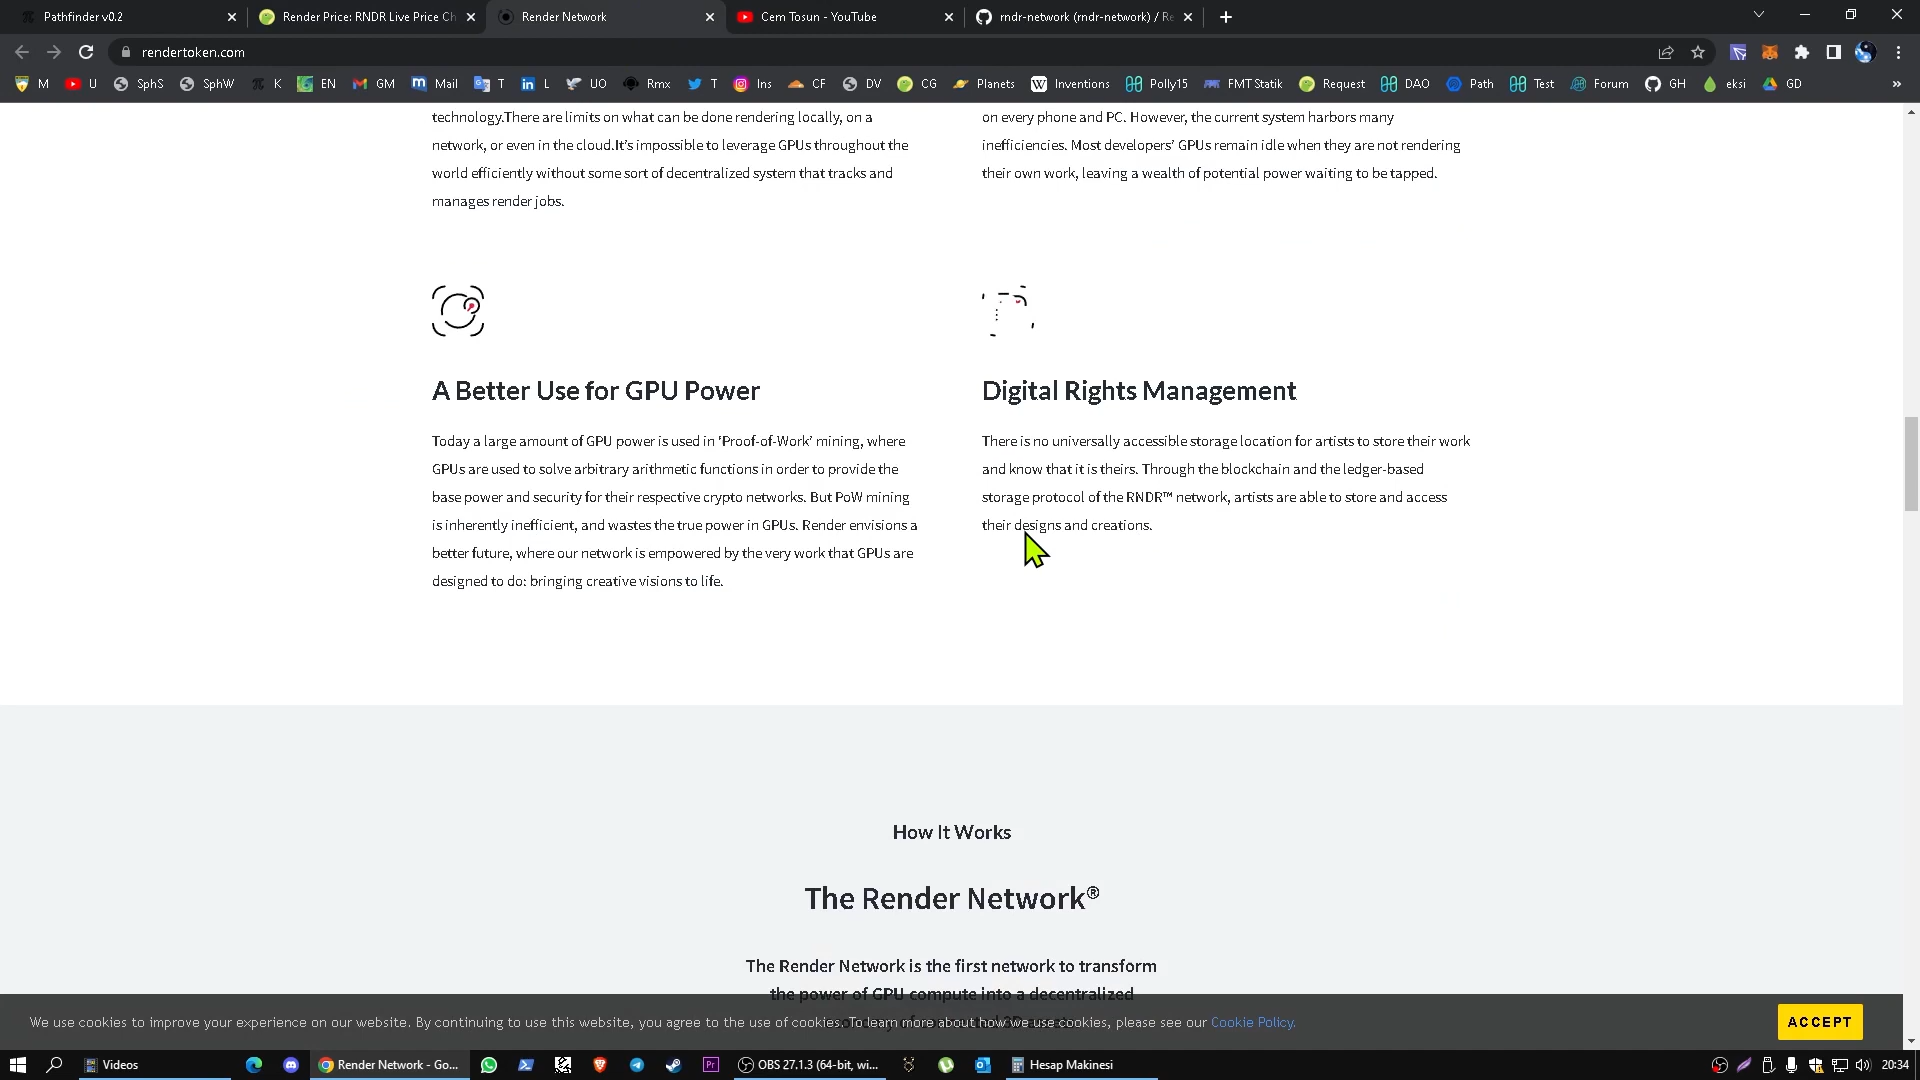 Pathfinder v0.2
Render Price: RNDR Live Price Ch
Render Network
Cem Tosun - YouTube
rndr-network (rndr-network) / Re
rendertoken.com
M U SphS SphW K EN GM Mail T L UO Rmx T Ins CF DV CG Planets Inventions Polly15 FMT Statik Request DAO Path Test Forum GH eksi GD »
technology.There are limits on what can be done rendering locally, on a
network, or even in the cloud.It's impossible to leverage GPUs throughout the
world efficiently without some sort of decentralized system that tracks and
manages render jobs.
on every phone and PC. However, the current system harbors many
inefficiencies. Most developers' GPUs remain idle when they are not rendering
their own work, leaving a wealth of potential power waiting to be tapped.
A Better Use for GPU Power
Today a large amount of GPU power is used in 'Proof-of-Work' mining, where
GPUs are used to solve arbitrary arithmetic functions in order to provide the
base power and security for their respective crypto networks. But PoW mining
is inherently inefficient, and wastes the true power in GPUs. Render envisions a
better future, where our network is empowered by the very work that GPUs are
designed to do: bringing creative visions to life.
Digital Rights Management
There is no universally accessible storage location for artists to store their work
and know that it is theirs. Through the blockchain and the ledger-based
storage protocol of the RNDR™ network, artists are able to store and access
their designs and creations.
How It Works
The Render Network®
The Render Network is the first network to transform
the power of GPU compute into a decentralized
We use cookies to improve your experience on our website. By continuing to use this website, you agree to the use of cookies. To learn more about how we use cookies, please see our Cookie Policy.
ACCEPT
Videos
Render Network - Go...
OBS 27.1.3 (64-bit, wi...
Hesap Makinesi
20:34